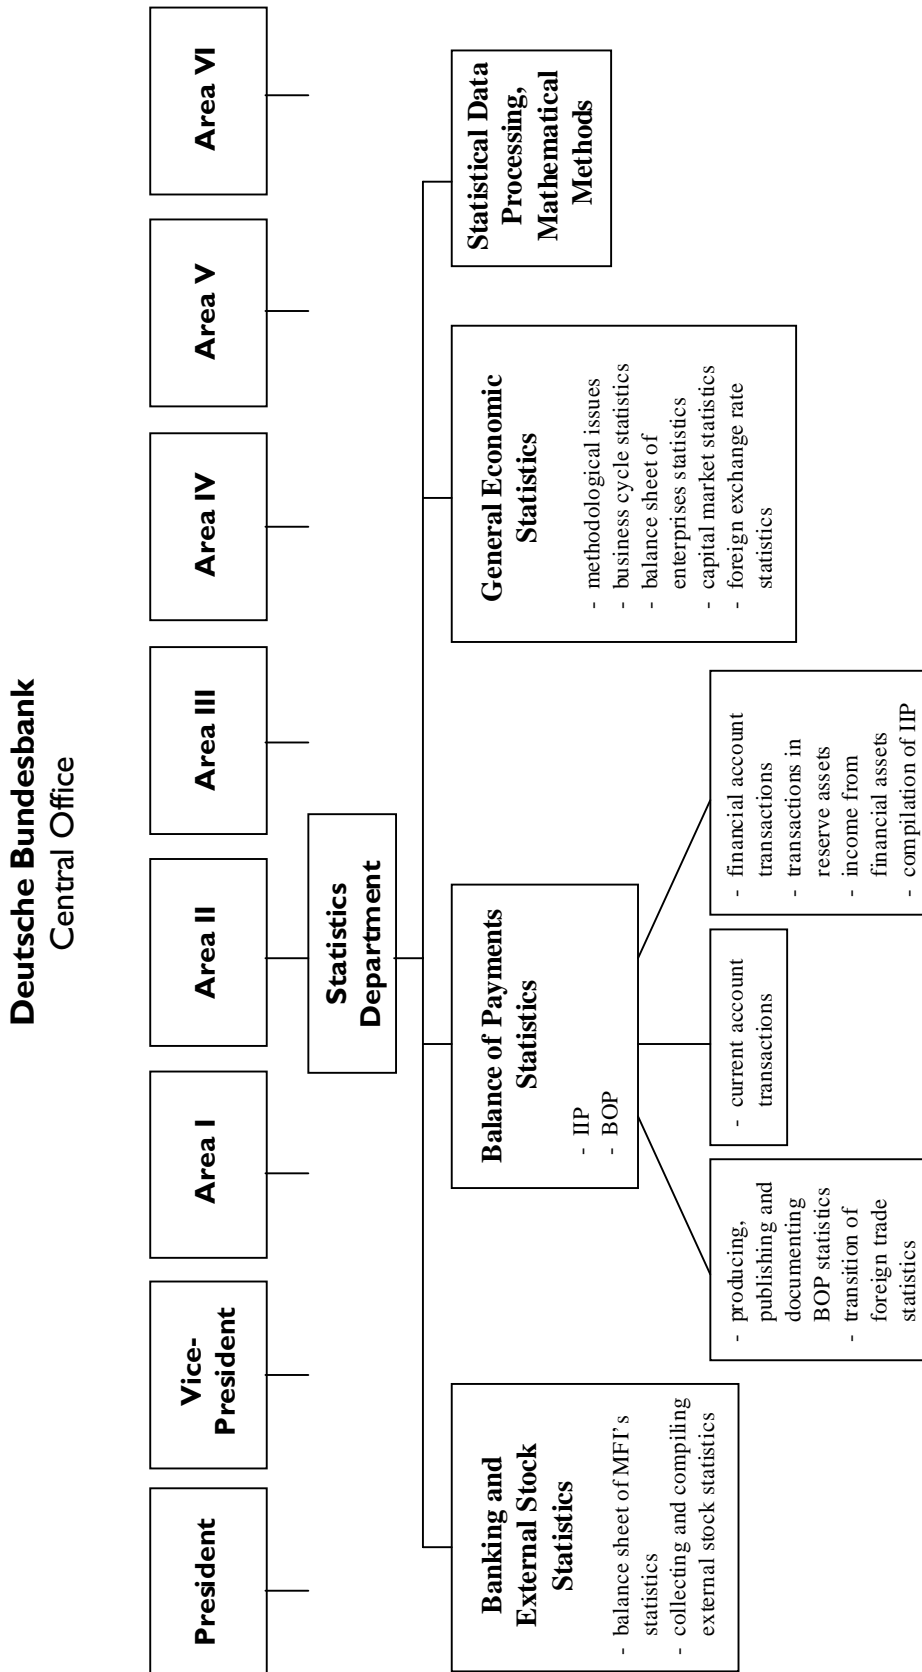 Deutsche Bundesbank
Central Office
President
Vice-
President
Area I
Area II
Area III
Area IV
Area V
Area VI
Statistics
Department
Banking and
External Stock
Statistics
- balance sheet of MFI's
statistics
- collecting and compiling
external stock statistics
Balance of Payments
Statistics
- IIP
- BOP
- producing,
publishing and
documenting
BOP statistics
- transition of
foreign trade
statistics
- current account
transactions
- financial account
transactions
- transactions in
reserve assets
- income from
financial assets
- compilation of IIP
General Economic
Statistics
- methodological issues
- business cycle statistics
- balance sheet of
enterprises statistics
- capital market statistics
- foreign exchange rate
statistics
Statistical Data
Processing,
Mathematical
Methods